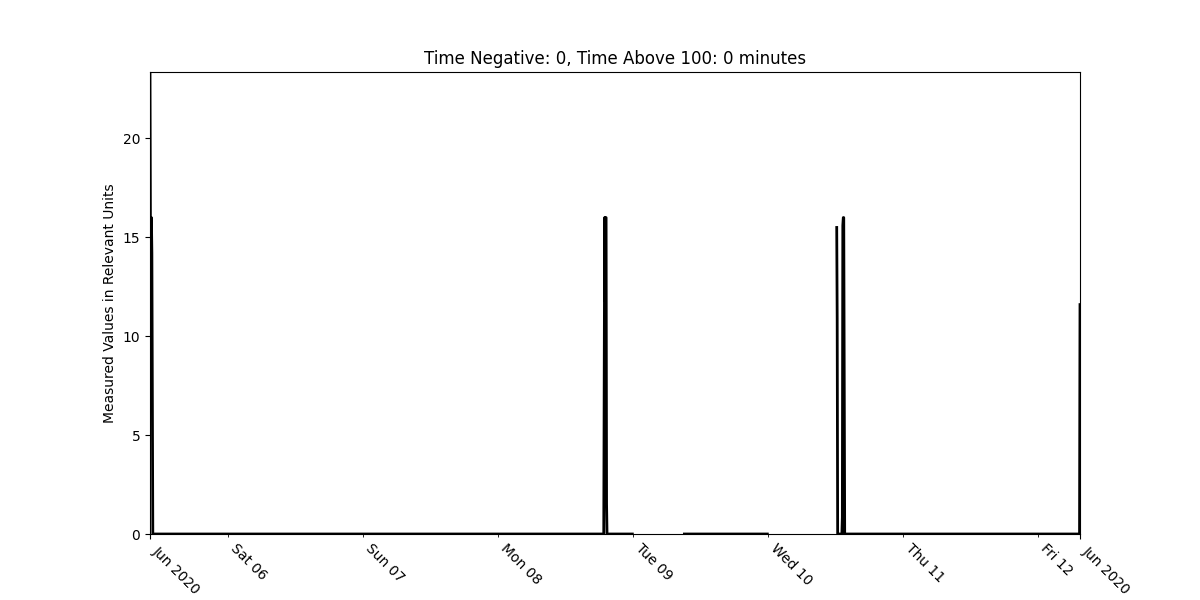 Time Negative: 0, Time Above 100: 0 minutes
Measured Values in Relevant Units
20
15
10
5
0
Jun 2020
Sat 06
Sun 07
Mon 08
Tue 09
Wed 10
Thu 11
Fri 12
Jun 2020